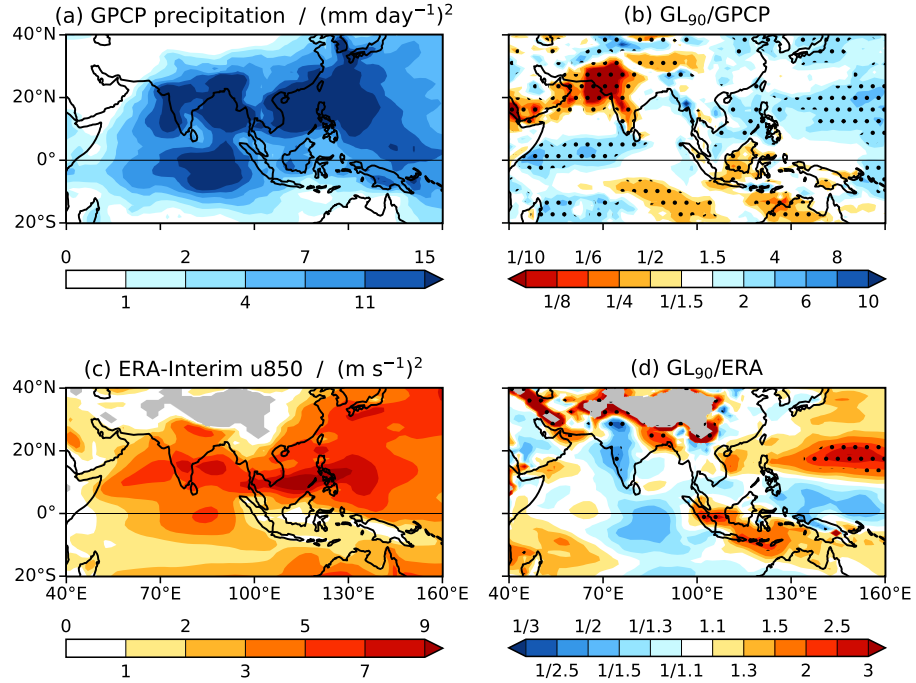 (a) GPCP precipitation / (mm day⁻¹)²
(b) GL₉₀/GPCP
40°N
20°N
0°
20°S
0 2 7 15
1 4 11
1/10 1/6 1/2 1.5 4 8
1/8 1/4 1/1.5 2 6 10
(c) ERA-Interim u850 / (m s⁻¹)²
(d) GL₉₀/ERA
40°N
20°N
0°
20°S
40°E 70°E 100°E 130°E 160°E
40°E 70°E 100°E 130°E 160°E
0 2 5 9
1 3 7
1/3 1/2 1/1.3 1.1 1.5 2.5
1/2.5 1/1.5 1/1.1 1.3 2 3